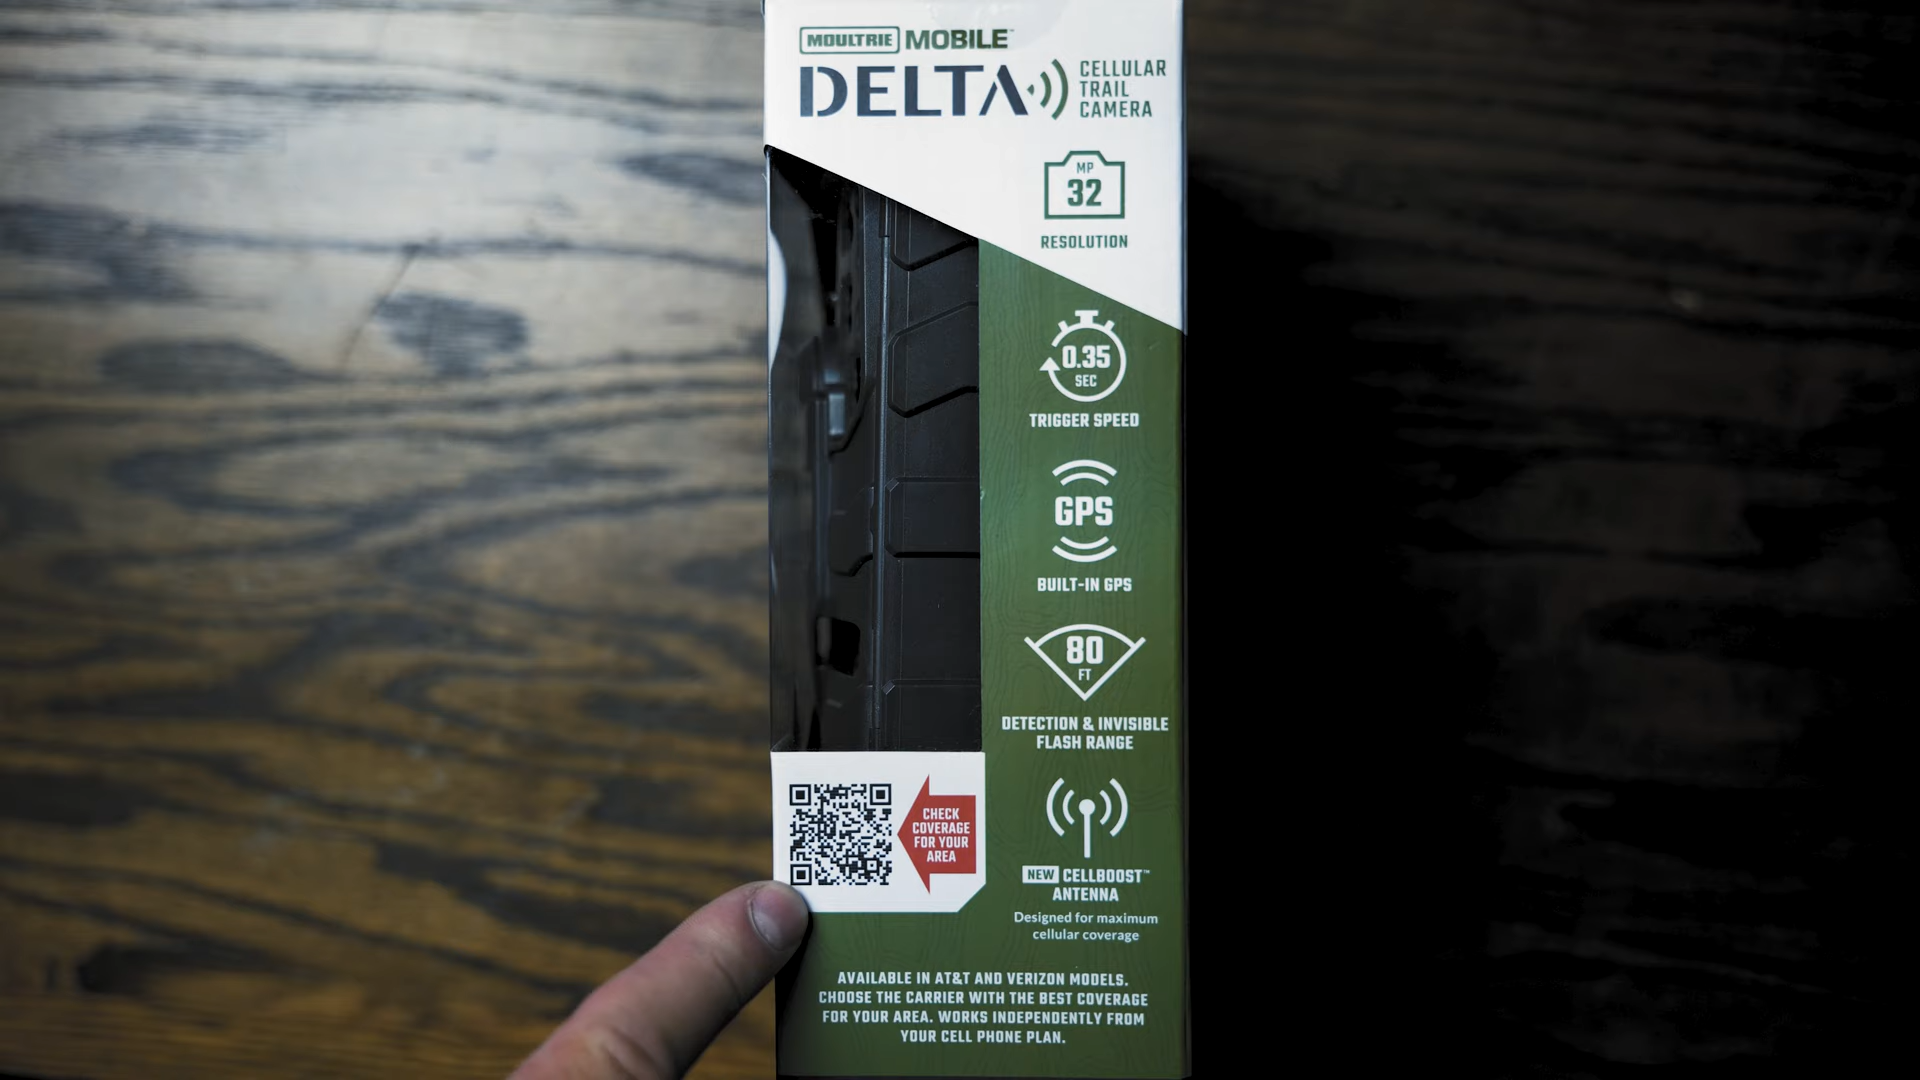 MOULTRIE MOBILE™
DELTA
CELLULAR
TRAIL
CAMERA
MP
32
RESOLUTION
0.35
SEC
TRIGGER SPEED
GPS
BUILT-IN GPS
80
FT
DETECTION & INVISIBLE
FLASH RANGE
CHECK
COVERAGE
FOR YOUR
AREA
NEW CELLBOOST™
ANTENNA
Designed for maximum
cellular coverage
AVAILABLE IN AT&T AND VERIZON MODELS.
CHOOSE THE CARRIER WITH THE BEST COVERAGE
FOR YOUR AREA. WORKS INDEPENDENTLY FROM
YOUR CELL PHONE PLAN.